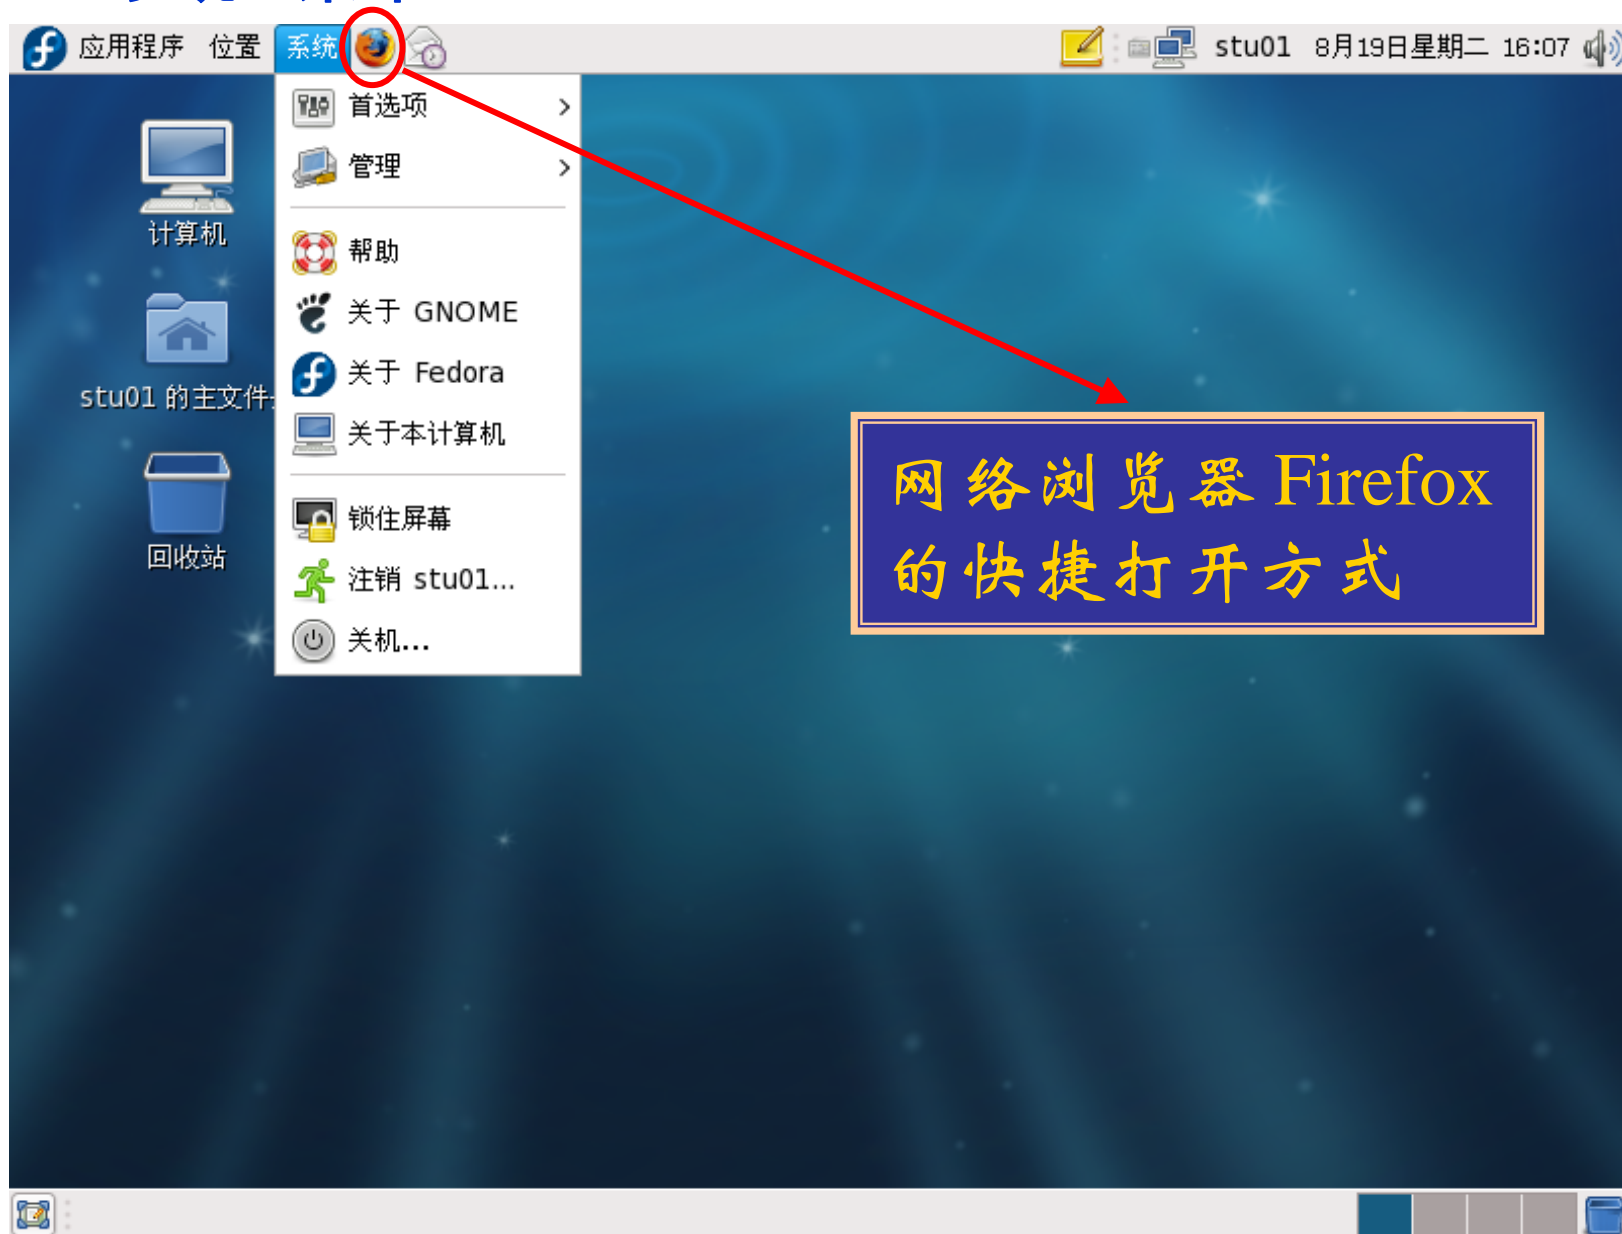 应用程序 位置 系统
stu01 8月19日星期二 16:07
首选项
管理
帮助
关于 GNOME
关于 Fedora
关于本计算机
锁住屏幕
注销 stu01...
关机...
计算机
stu01 的主文件
回收站
网络浏览器 Firefox
的快捷打开方式